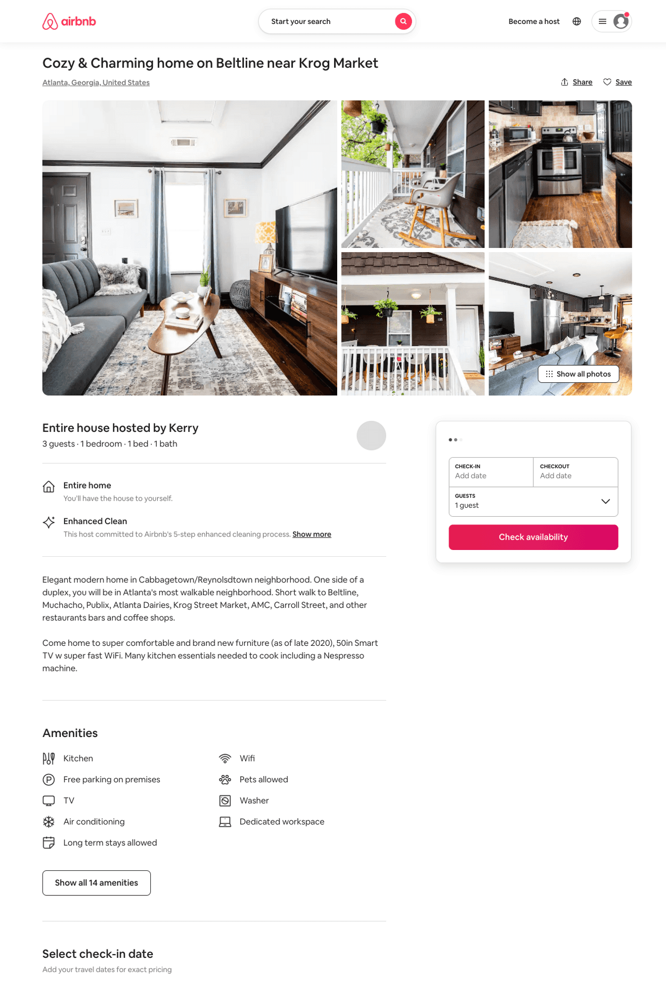 airbnb
Start your search
Become a host
Cozy & Charming home on Beltline near Krog Market
Atlanta, Georgia, United States
Share
Save
105
Show all photos
Entire house hosted by Kerry
3 guests · 1 bedroom · 1 bed · 1 bath
Entire home
You'll have the house to yourself.
Enhanced Clean
This host committed to Airbnb's 5-step enhanced cleaning process. Show more
CHECK-IN
Add date
CHECKOUT
Add date
GUESTS
1 guest
Check availability
Elegant modern home in Cabbagetown/Reynolsdtown neighborhood. One side of a
duplex, you will be in Atlanta's most walkable neighborhood. Short walk to Beltline,
Muchacho, Publix, Atlanta Dairies, Krog Street Market, AMC, Carroll Street, and other
restaurants bars and coffee shops.
Come home to super comfortable and brand new furniture (as of late 2020), 50in Smart
TV w super fast WiFi. Many kitchen essentials needed to cook including a Nespresso
machine.
Amenities
Kitchen
Wifi
Free parking on premises
Pets allowed
TV
Washer
Air conditioning
Dedicated workspace
Long term stays allowed
Show all 14 amenities
Select check-in date
Add your travel dates for exact pricing